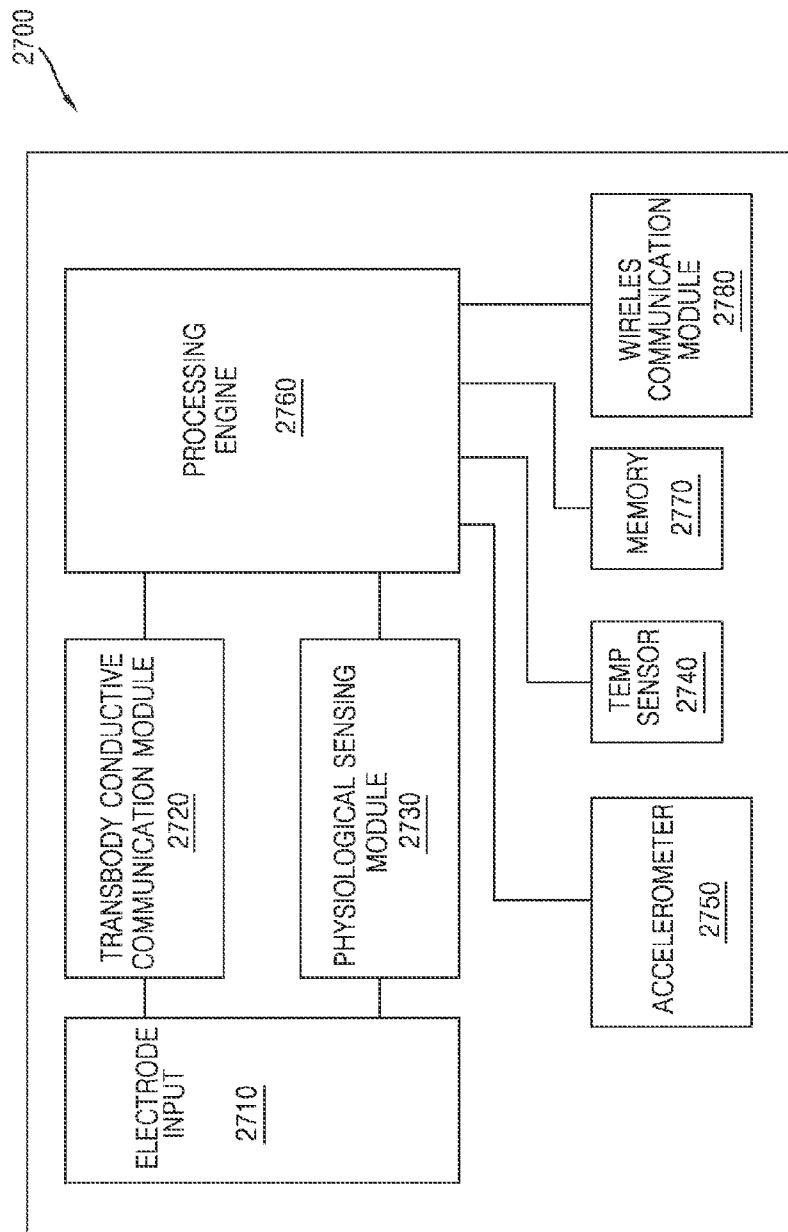 2700
ELECTRODE
INPUT
2710
TRANSBODY CONDUCTIVE
COMMUNICATION MODULE
2720
PHYSIOLOGICAL SENSING
MODULE
2730
PROCESSING
ENGINE
2760
ACCELEROMETER
2750
TEMP
SENSOR
2740
MEMORY
2770
WIRELES
COMMUNICATION
MODULE
2780